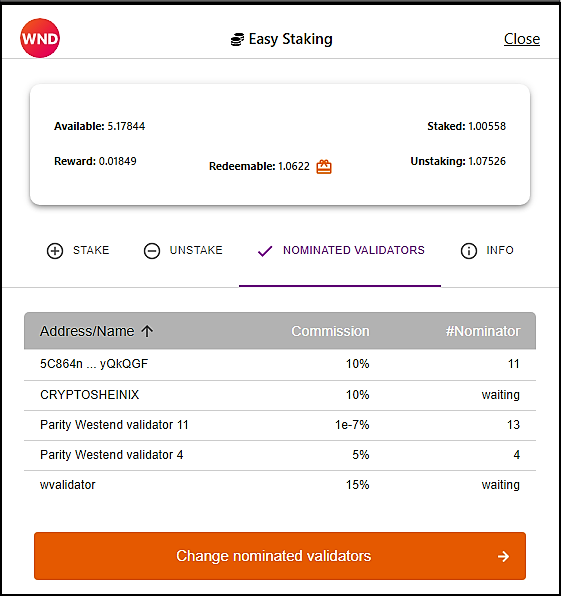 WND
Easy Staking
Close
Available: 5.17844
Staked: 1.00558
Reward: 0.01849
Redeemable: 1.0622
Unstaking: 1.07526
STAKE
UNSTAKE
NOMINATED VALIDATORS
INFO
Address/Name Commission #Nominator
5C864n ... yQkQGF 10% 11
CRYPTOSHEINIX 10% waiting
Parity Westend validator 11 1e-7% 13
Parity Westend validator 4 5% 4
wvalidator 15% waiting
Change nominated validators